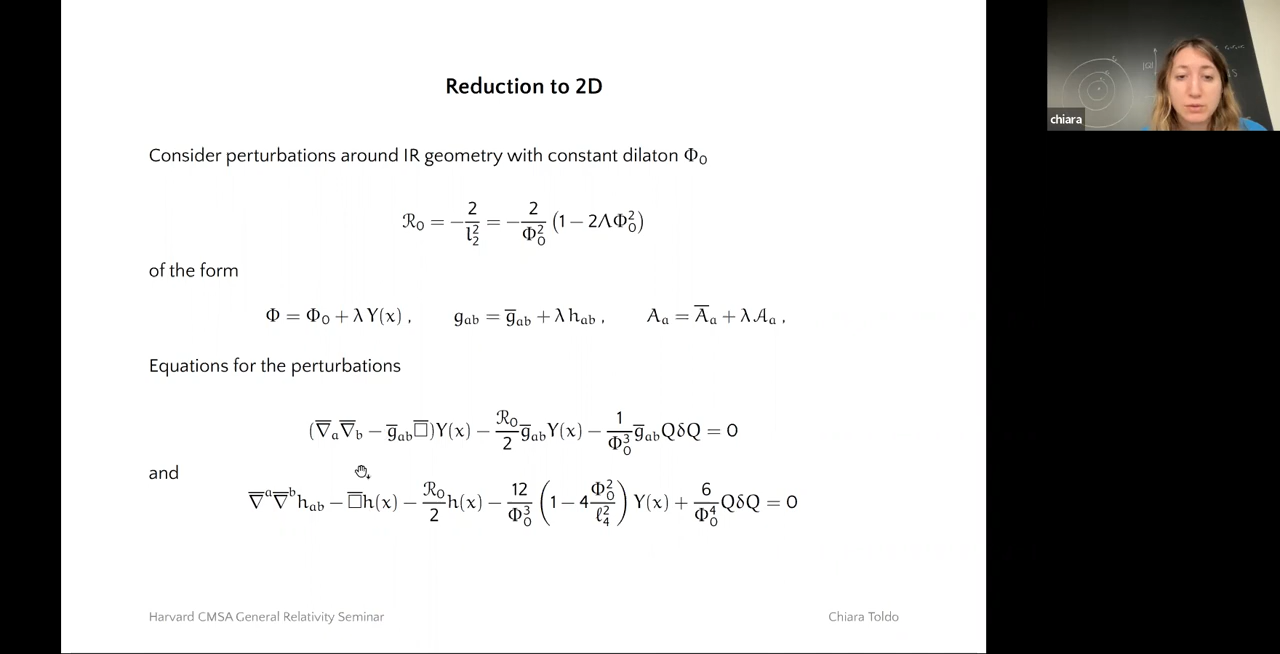 Reduction to 2D
Consider perturbations around IR geometry with constant dilaton Φ₀
ℛ₀ = −2/l₂² = −2/Φ₀² (1 − 2ΛΦ₀²)
of the form
Φ = Φ₀ + λY(x) , g_ab = ḡ_ab + λh_ab , A_a = Ā_a + λ𝒜_a ,
Equations for the perturbations
(∇̄_a ∇̄_b − ḡ_ab □̄)Y(x) − ℛ₀/2 ḡ_ab Y(x) − 1/Φ₀³ ḡ_ab QδQ = 0
and
∇̄^a ∇̄^b h_ab − □̄h(x) − ℛ₀/2 h(x) − 12/Φ₀³ (1 − 4 Φ₀²/ℓ₄²) Y(x) + 6/Φ₀⁴ QδQ = 0
Harvard CMSA General Relativity Seminar
Chiara Toldo
chiara